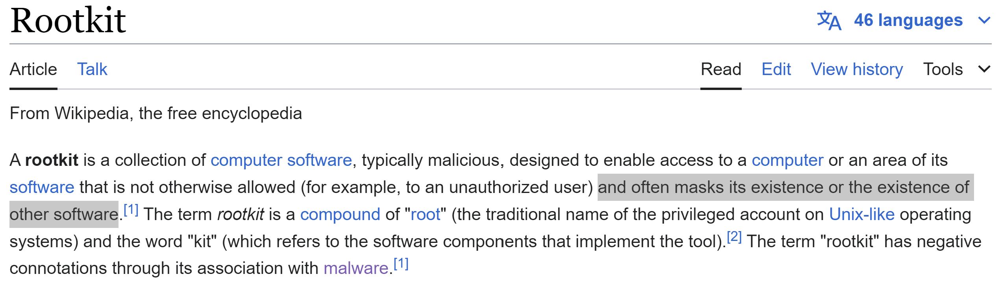 Rootkit
文A 46 languages
Article Talk Read Edit View history Tools
From Wikipedia, the free encyclopedia
A rootkit is a collection of computer software, typically malicious, designed to enable access to a computer or an area of its
software that is not otherwise allowed (for example, to an unauthorized user) and often masks its existence or the existence of
other software.[1] The term rootkit is a compound of "root" (the traditional name of the privileged account on Unix-like operating
systems) and the word "kit" (which refers to the software components that implement the tool).[2] The term "rootkit" has negative
connotations through its association with malware.[1]